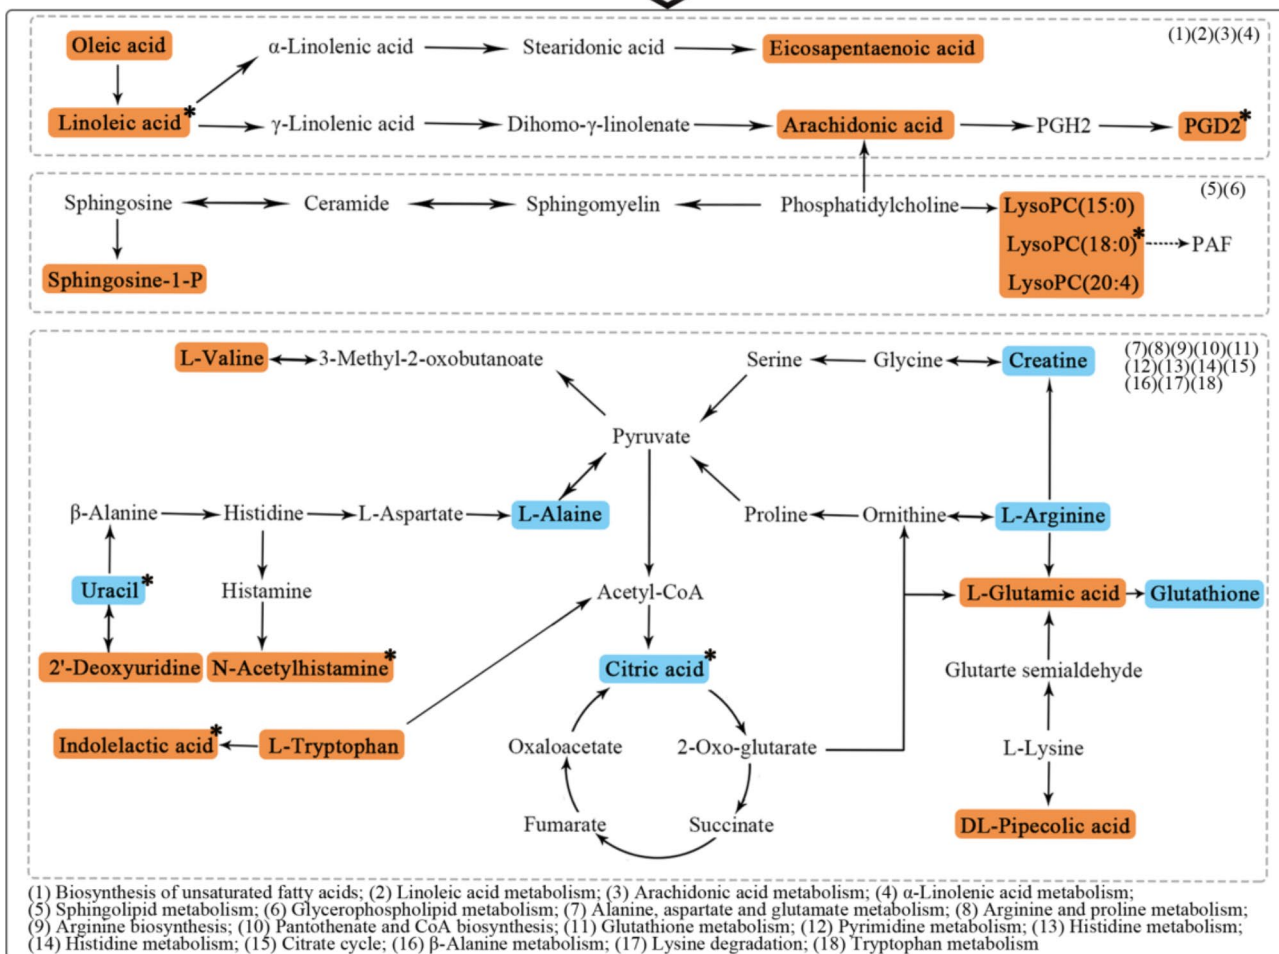 Oleic acid
α-Linolenic acid
Stearidonic acid
Eicosapentaenoic acid
(1)(2)(3)(4)
Linoleic acid*
γ-Linolenic acid
Dihomo-γ-linolenate
Arachidonic acid
PGH2
PGD2*
(5)(6)
Sphingosine
Ceramide
Sphingomyelin
Phosphatidylcholine
LysoPC(15:0)
LysoPC(18:0)*
PAF
LysoPC(20:4)
Sphingosine-1-P
L-Valine
3-Methyl-2-oxobutanoate
Serine
Glycine
Creatine
(7)(8)(9)(10)(11)
(12)(13)(14)(15)
(16)(17)(18)
Pyruvate
β-Alanine
Histidine
L-Aspartate
L-Alaine
Proline
Ornithine
L-Arginine
Uracil*
Histamine
Acetyl-CoA
L-Glutamic acid
Glutathione
2'-Deoxyuridine
N-Acetylhistamine*
Citric acid*
Glutarte semialdehyde
Indolelactic acid*
L-Tryptophan
Oxaloacetate
2-Oxo-glutarate
L-Lysine
Fumarate
Succinate
DL-Pipecolic acid
(1) Biosynthesis of unsaturated fatty acids; (2) Linoleic acid metabolism; (3) Arachidonic acid metabolism; (4) α-Linolenic acid metabolism;
(5) Sphingolipid metabolism; (6) Glycerophospholipid metabolism; (7) Alanine, aspartate and glutamate metabolism; (8) Arginine and proline metabolism;
(9) Arginine biosynthesis; (10) Pantothenate and CoA biosynthesis; (11) Glutathione metabolism; (12) Pyrimidine metabolism; (13) Histidine metabolism;
(14) Histidine metabolism; (15) Citrate cycle; (16) β-Alanine metabolism; (17) Lysine degradation; (18) Tryptophan metabolism